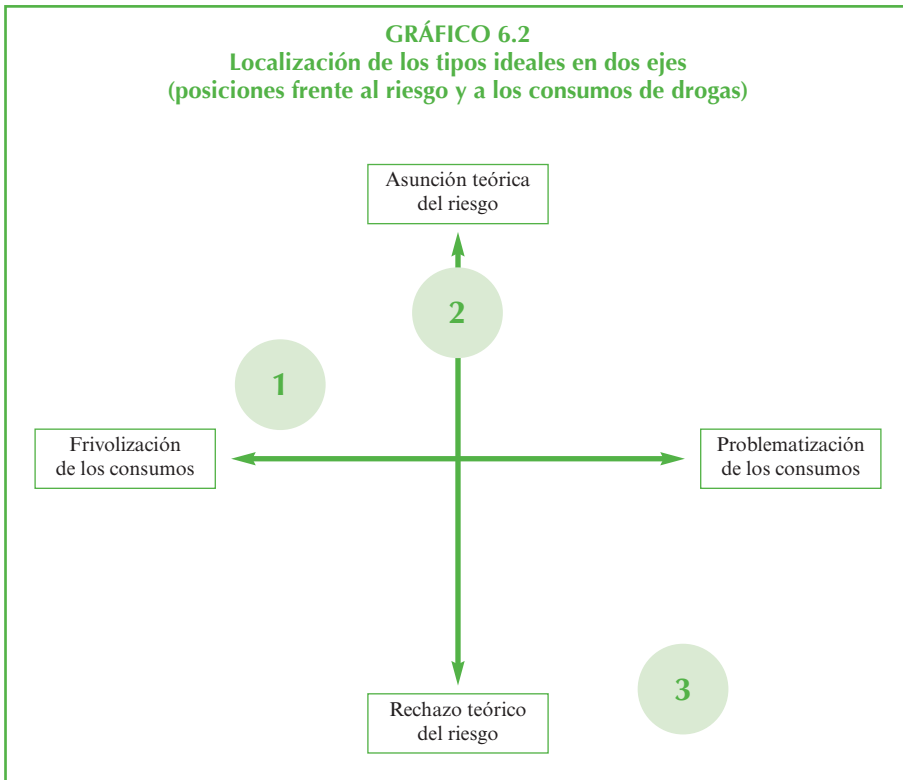 GRÁFICO 6.2
Localización de los tipos ideales en dos ejes
(posiciones frente al riesgo y a los consumos de drogas)
Asunción teórica
del riesgo
2
1
Frivolización
de los consumos
Problematización
de los consumos
3
Rechazo teórico
del riesgo